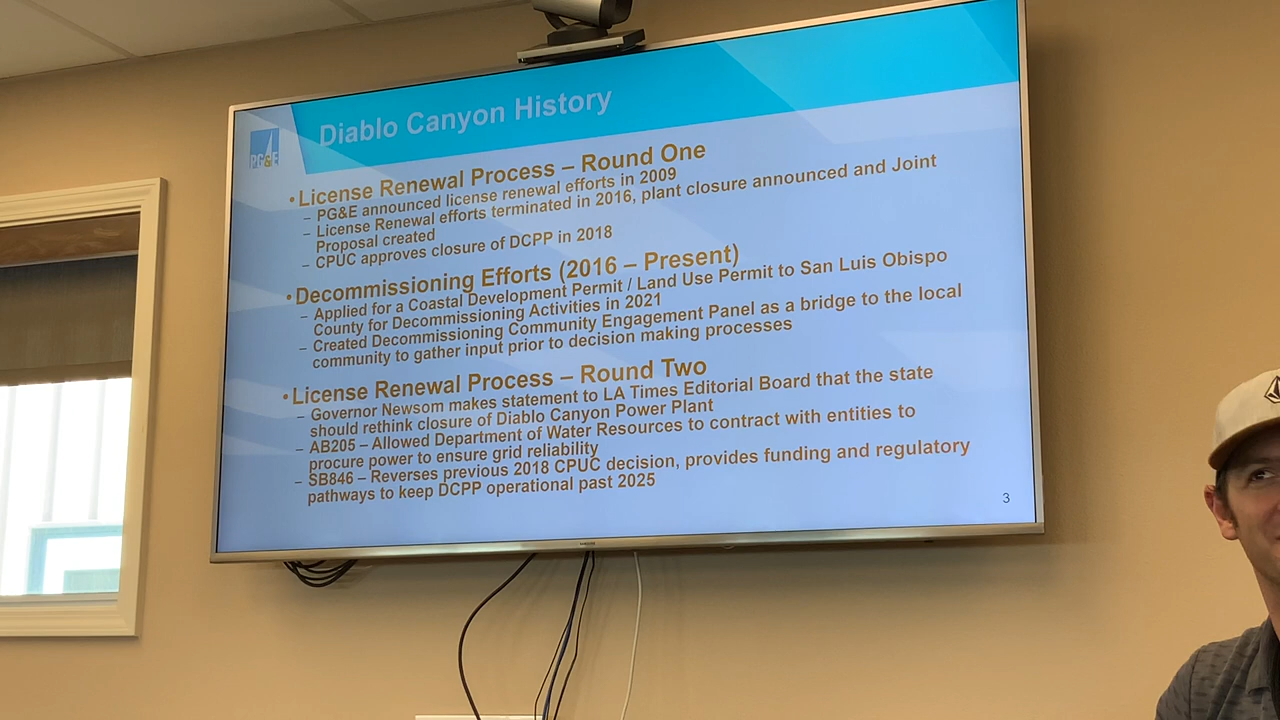 Diablo Canyon History
PG&E
• License Renewal Process – Round One
– PG&E announced license renewal efforts in 2009
– License Renewal efforts terminated in 2016, plant closure announced and Joint
Proposal created
– CPUC approves closure of DCPP in 2018
• Decommissioning Efforts (2016 – Present)
– Applied for a Coastal Development Permit / Land Use Permit to San Luis Obispo
County for Decommissioning Activities in 2021
– Created Decommissioning Community Engagement Panel as a bridge to the local
community to gather input prior to decision making processes
• License Renewal Process – Round Two
– Governor Newsom makes statement to LA Times Editorial Board that the state
should rethink closure of Diablo Canyon Power Plant
– AB205 – Allowed Department of Water Resources to contract with entities to
procure power to ensure grid reliability
– SB846 – Reverses previous 2018 CPUC decision, provides funding and regulatory
pathways to keep DCPP operational past 2025
3